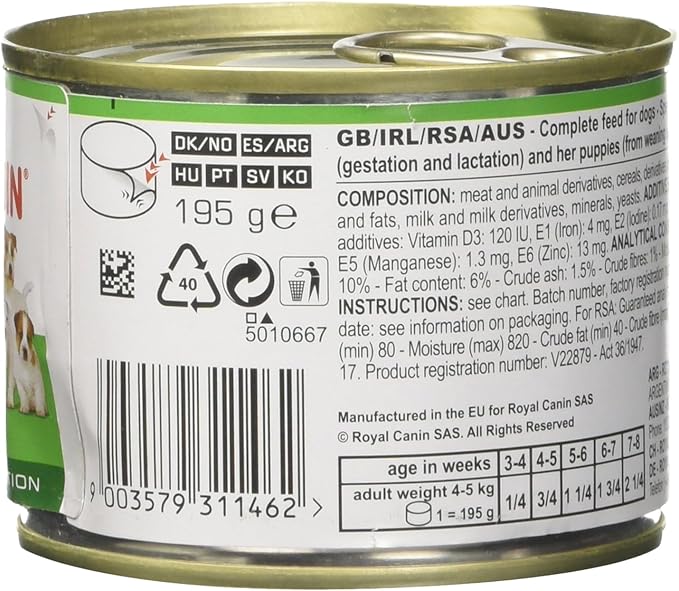 IN®
TION
DK/NO ES/ARG
HU PT SV KO
195 g e
40
5010667
9 003579 311462 >
GB/IRL/RSA/AUS - Complete feed for dogs -
(gestation and lactation) and her puppies (from weaning
COMPOSITION: meat and animal derivatives, cereals, derivatives
and fats, milk and milk derivatives, minerals, yeasts.
additives: Vitamin D3: 120 IU, E1 (Iron): 4 mg, E2 (Iodine):
E5 (Manganese): 1.3 mg, E6 (Zinc): 13 mg. ANALYTICAL
10% - Fat content: 6% - Crude ash: 1.5% - Crude fibres: 1% -
INSTRUCTIONS: see chart. Batch number, factory registration
date: see information on packaging. For RSA: Guaranteed
(min) 80 - Moisture (max) 820 - Crude fat (min) 40 - Crude fibre
17. Product registration number: V22879 - Act 36/1947.
Manufactured in the EU for Royal Canin SAS
© Royal Canin SAS. All Rights Reserved
age in weeks 3-4 4-5 5-6 6-7 7-8
adult weight 4-5 kg 1/4 3/4 1 1/4 1 3/4 2 1/4
1 = 195 g
ARG -